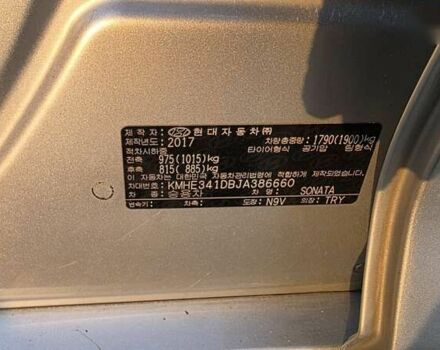 제 작 자: 현대자동차㈜
제작년도: 2017 차량총중량: 1790(1900)kg
적차시하중 타이어형식 공기압 림형식
전축 975(1015)kg
후축 815( 885)kg
이 자동차는 대한민국 자동차관리법령에 적합하게 제작되었습니다.
차대번호: KMHE341DBJA386660
차 종: 승용차 차 명: SONATA
변속기: 차축: 도장: N9V 의장: TRY